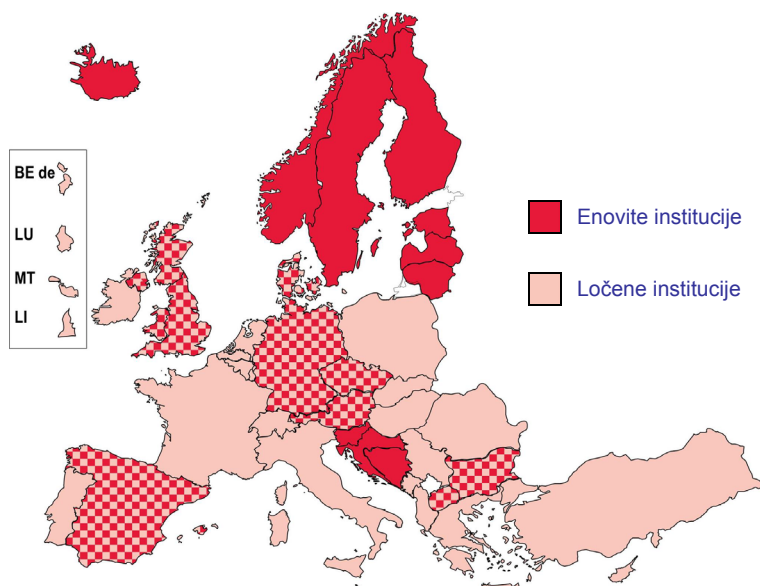 BE de
LU
MT
LI
Enovite institucije
Ločene institucije